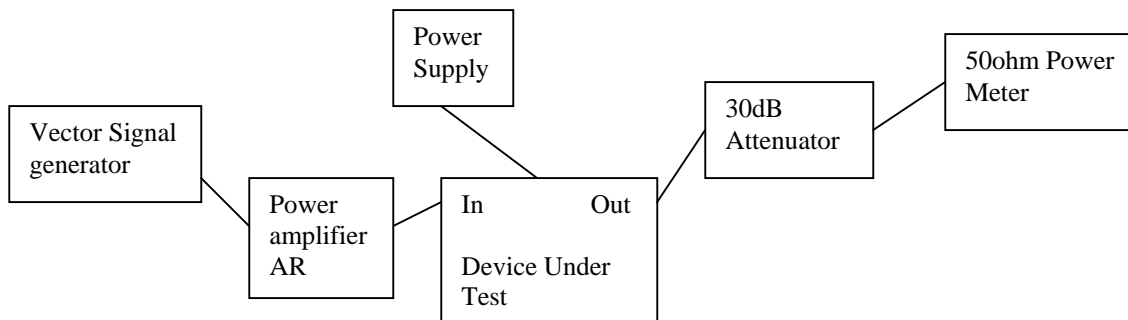 Power
Supply
50ohm Power
Meter
30dB
Attenuator
Vector Signal
generator
Power
amplifier
AR
In Out
Device Under
Test